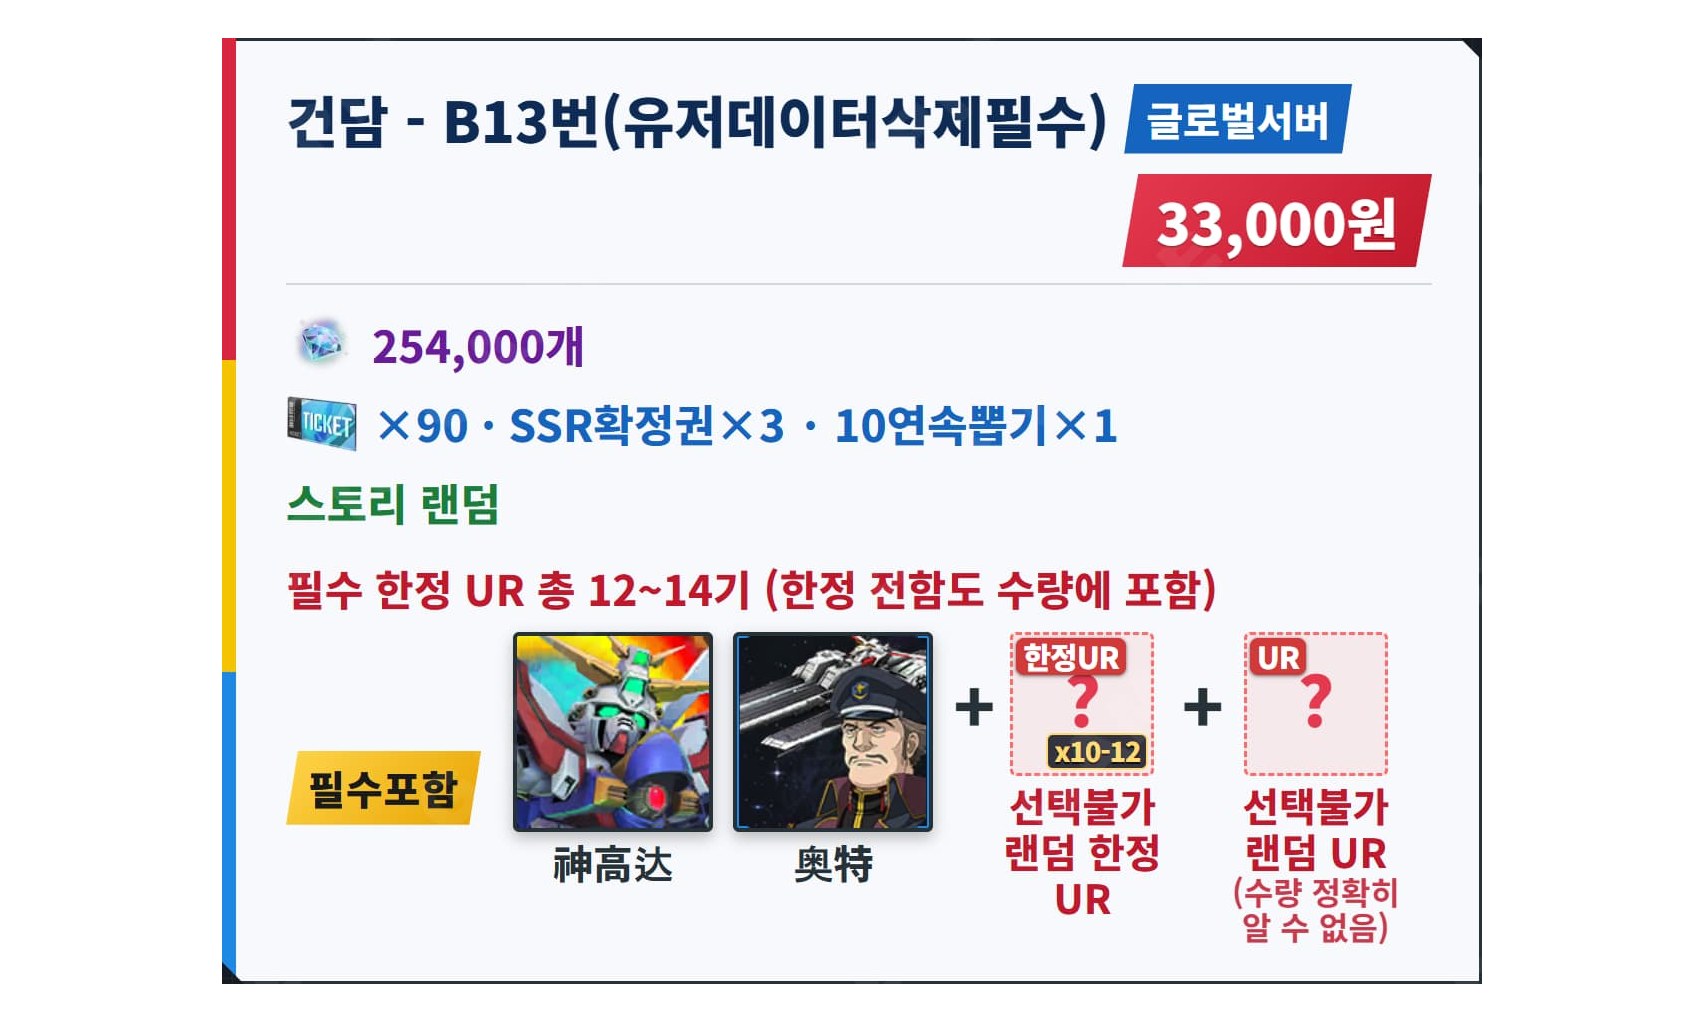 건담 - B13번(유저데이터삭제필수) 글로벌서버
33,000원
254,000개
TICKET ×90 · SSR확정권×3 · 10연속뽑기×1
스토리 랜덤
필수 한정 UR 총 12~14기 (한정 전함도 수량에 포함)
필수포함
神高达
奥特
+
한정UR
?
x10-12
선택불가
랜덤 한정
UR
+
UR
?
선택불가
랜덤 UR
(수량 정확히
알 수 없음)